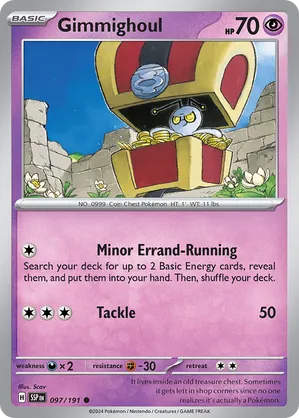 BASIC
Gimmighoul
HP 70
NO. 0999 Coin Chest Pokémon HT: 1' WT: 11 lbs.
Minor Errand-Running
Search your deck for up to 2 Basic Energy cards, reveal
them, and put them into your hand. Then, shuffle your deck.
Tackle 50
weakness ×2 resistance -30 retreat
Illus. Scav
H SSP EN 097/191
It lives inside an old treasure chest. Sometimes,
it gets left in shop corners since no one
realizes it's actually a Pokémon.
©2024 Pokémon / Nintendo / Creatures / GAME FREAK